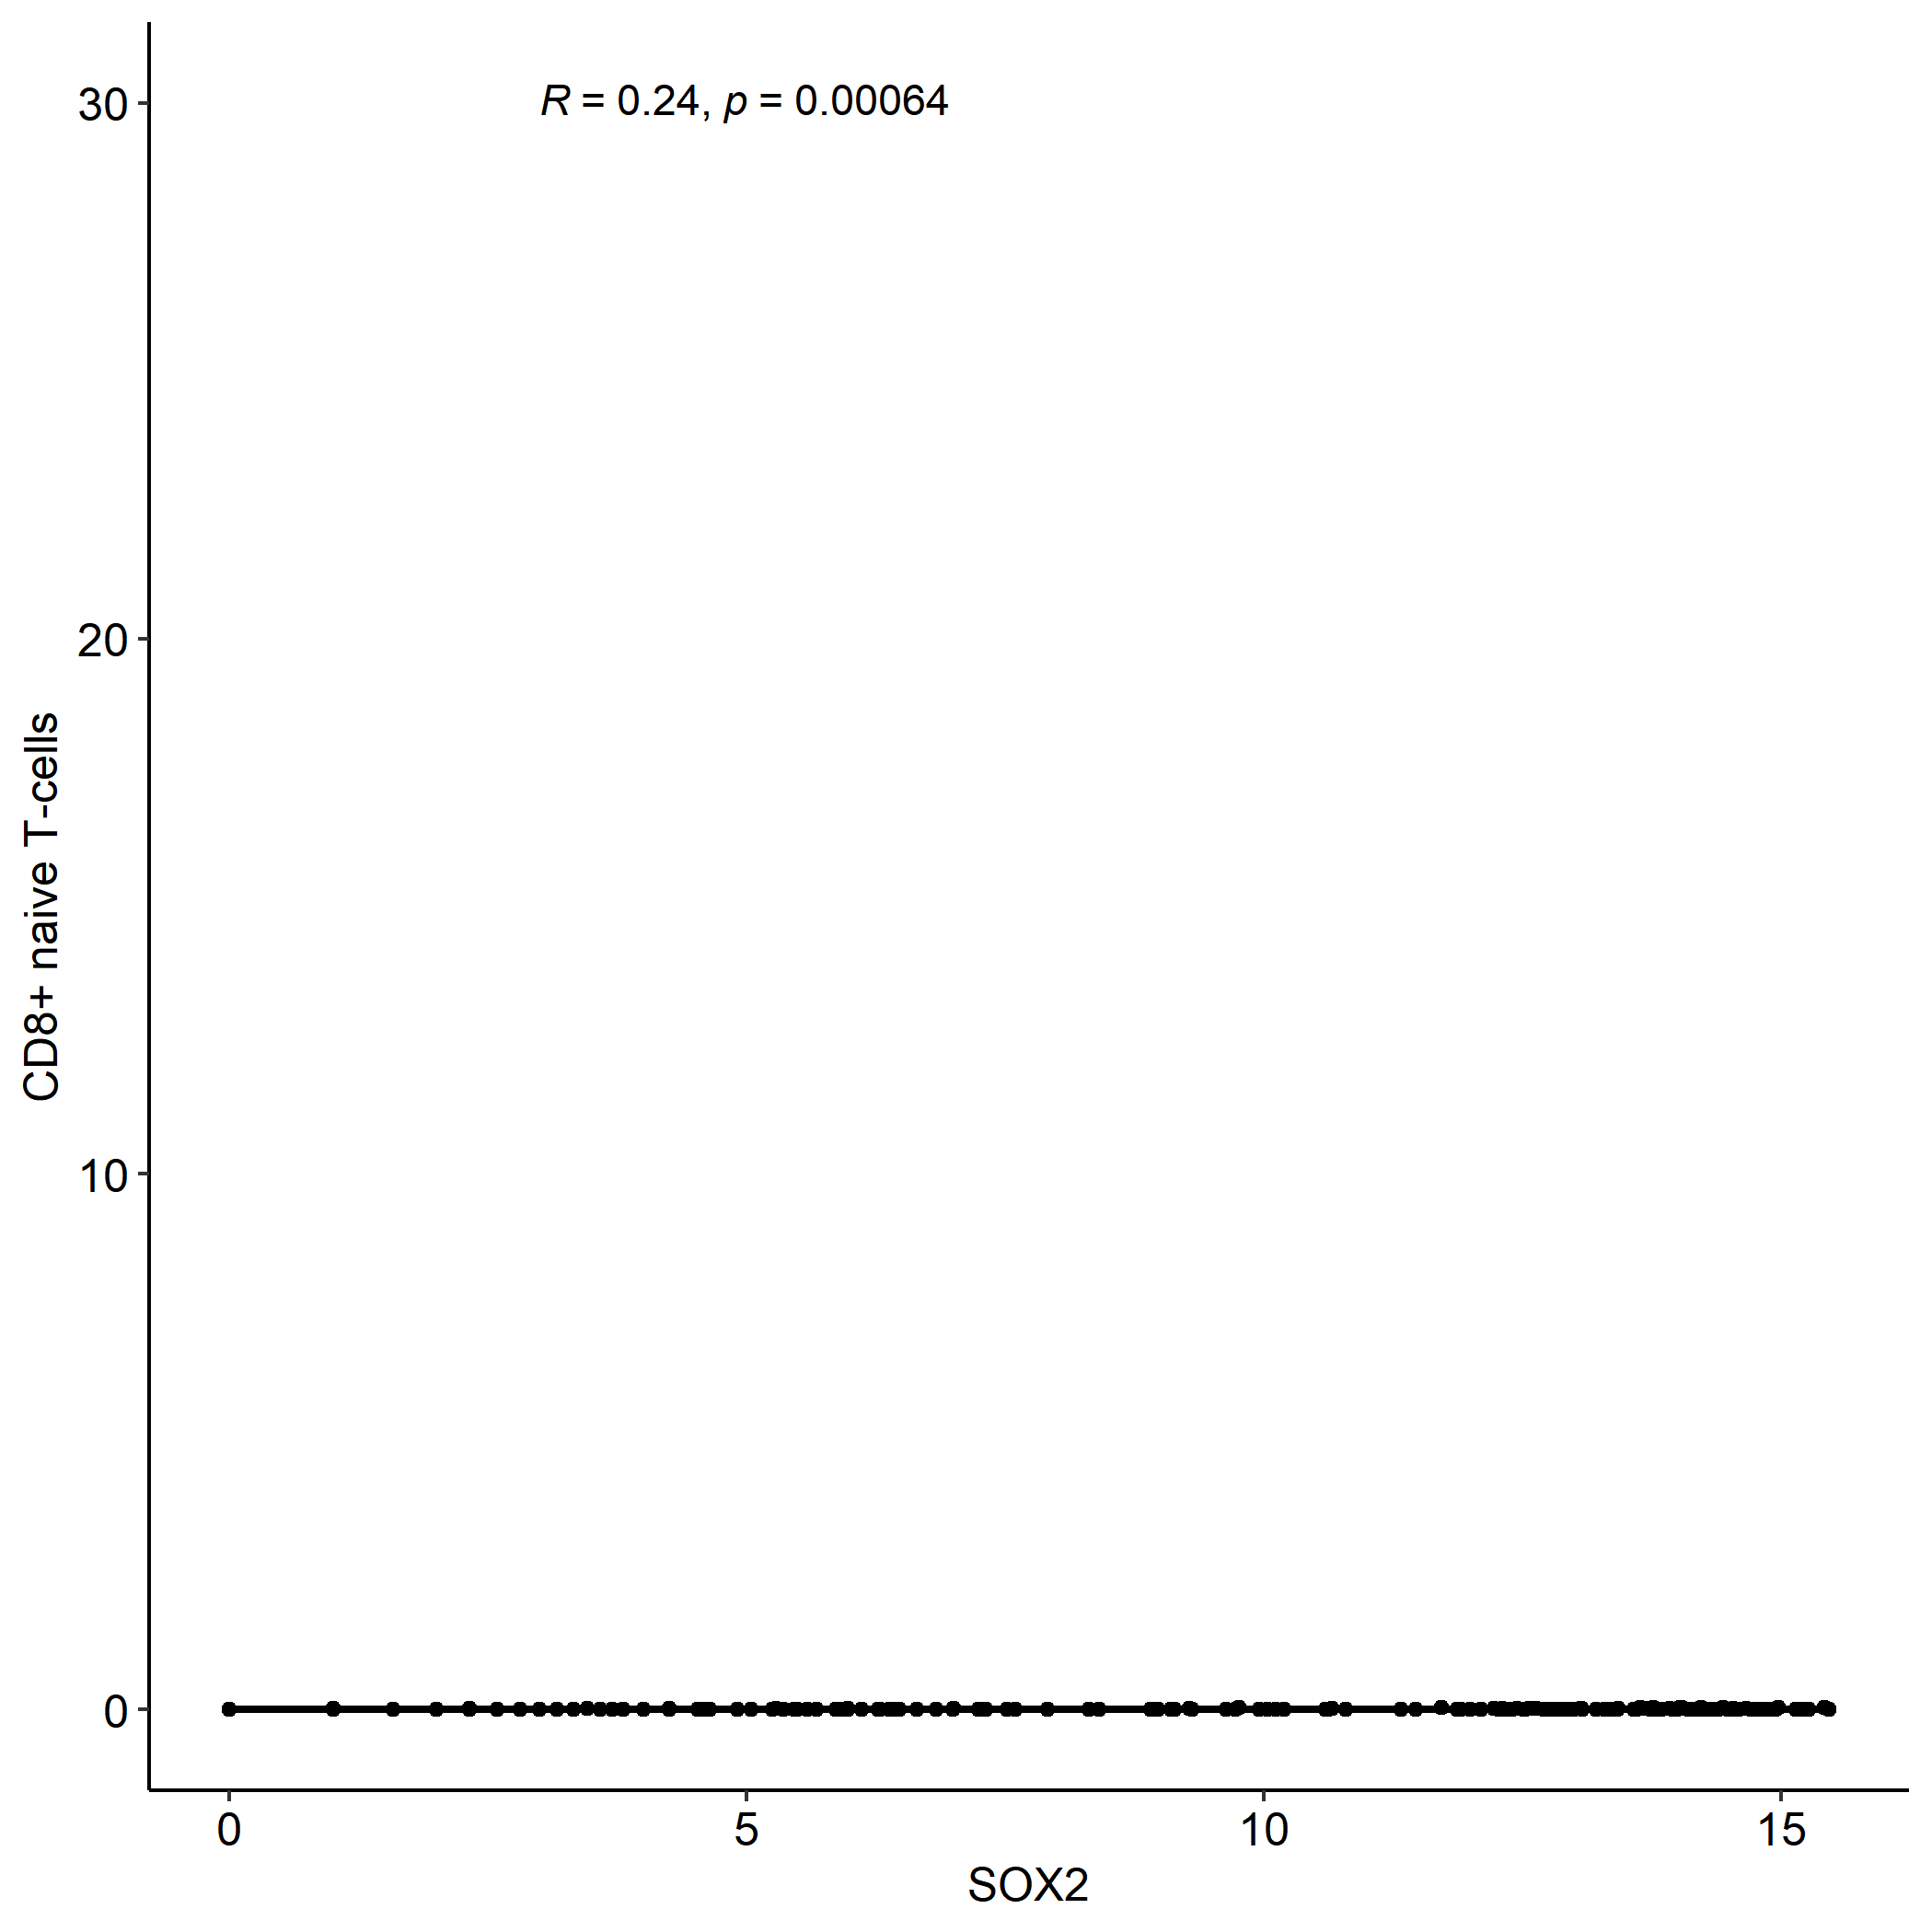 R = 0.24, p = 0.00064
30
20
10
0
CD8+ naive T-cells
0 5 10 15
SOX2